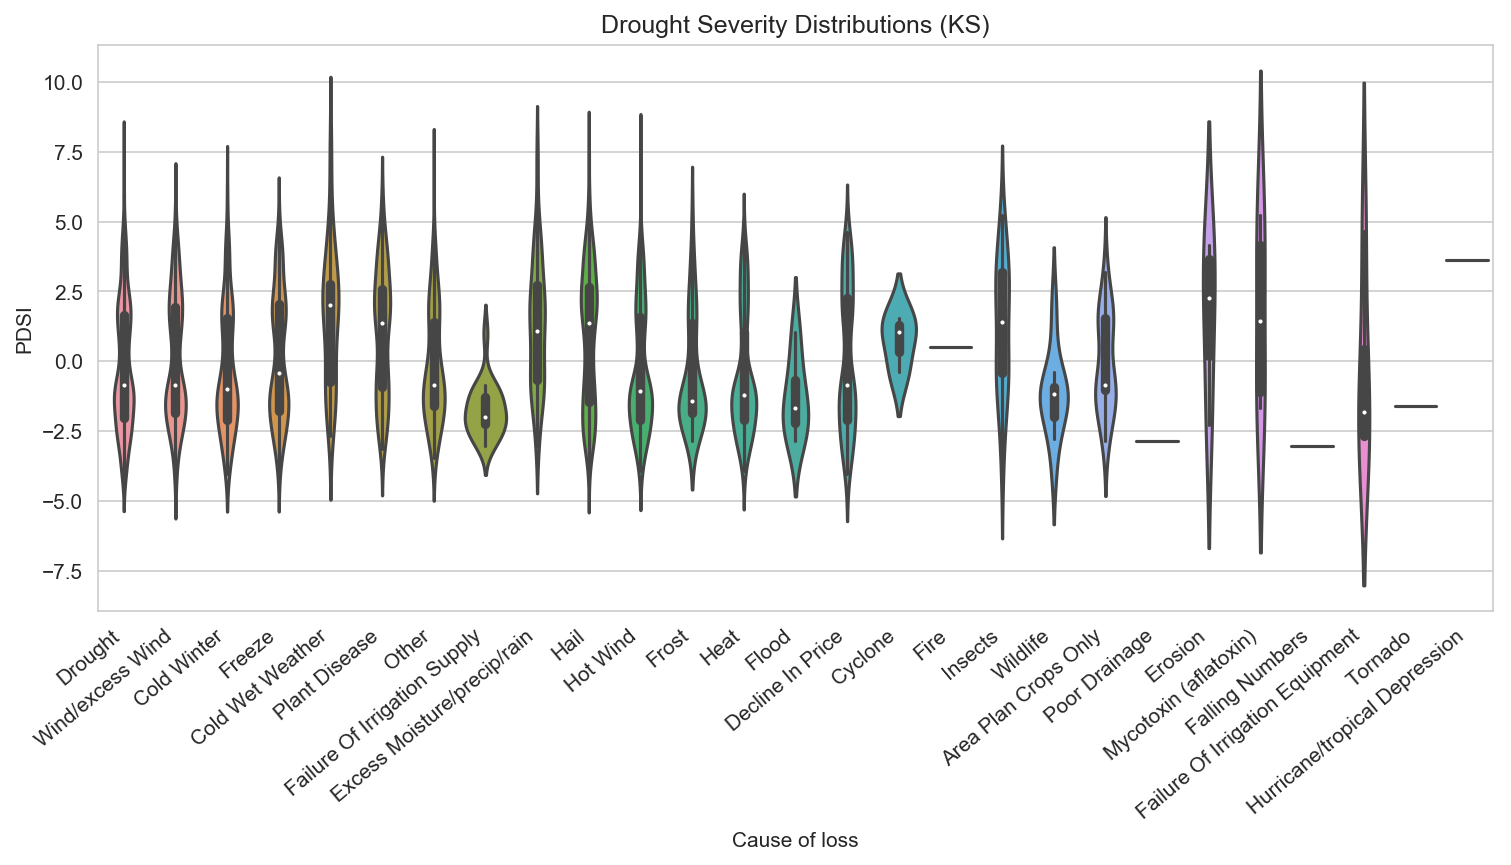 Drought Severity Distributions (KS)
PDSI
10.0
7.5
5.0
2.5
0.0
−2.5
−5.0
−7.5
Drought
Wind/excess Wind
Cold Winter
Freeze
Cold Wet Weather
Plant Disease
Other
Failure Of Irrigation Supply
Excess Moisture/precip/rain
Hail
Hot Wind
Frost
Heat
Flood
Decline In Price
Cyclone
Fire
Insects
Wildlife
Area Plan Crops Only
Poor Drainage
Erosion
Mycotoxin (aflatoxin)
Falling Numbers
Failure Of Irrigation Equipment
Tornado
Hurricane/tropical Depression
Cause of loss